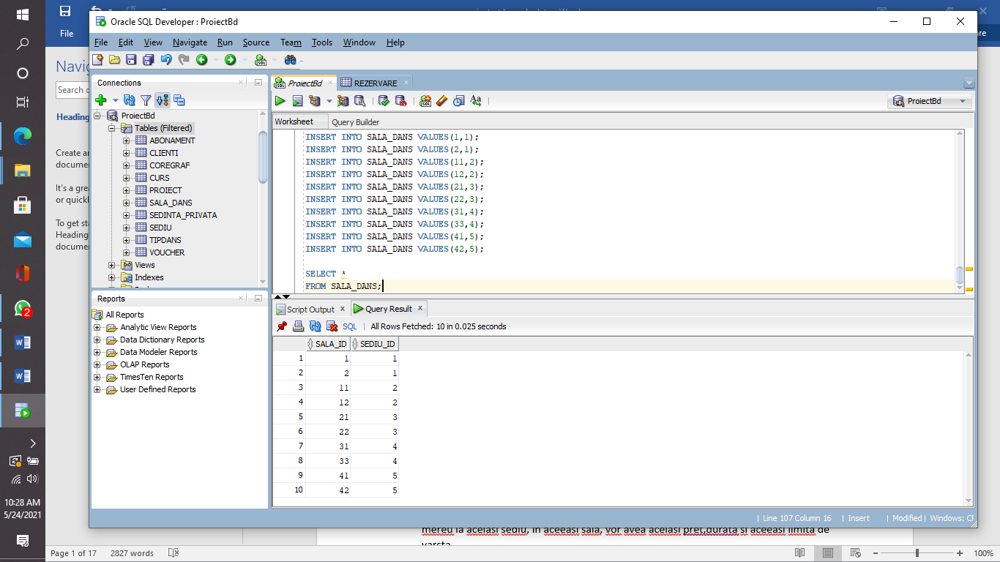 File
Navig
Search d
Heading
Create an
documen
It's a grea
or quickl
To get sta
Heading
documen
Oracle SQL Developer : ProiectBd
File Edit View Navigate Run Source Team Tools Window Help
Connections
ProiectBd
Tables (Filtered)
ABONAMENT
CLIENTI
COREGRAF
CURS
PROIECT
SALA_DANS
SEDINTA_PRIVATA
SEDIU
TIPDANS
VOUCHER
Views
Indexes
Reports
All Reports
Analytic View Reports
Data Dictionary Reports
Data Modeler Reports
OLAP Reports
TimesTen Reports
User Defined Reports
ProiectBd REZERVARE
ProiectBd
Worksheet Query Builder
INSERT INTO SALA_DANS VALUES(1,1);
INSERT INTO SALA_DANS VALUES(2,1);
INSERT INTO SALA_DANS VALUES(11,2);
INSERT INTO SALA_DANS VALUES(12,2);
INSERT INTO SALA_DANS VALUES(21,3);
INSERT INTO SALA_DANS VALUES(22,3);
INSERT INTO SALA_DANS VALUES(31,4);
INSERT INTO SALA_DANS VALUES(33,4);
INSERT INTO SALA_DANS VALUES(41,5);
INSERT INTO SALA_DANS VALUES(42,5);
SELECT *
FROM SALA_DANS;
Script Output x Query Result x
SQL | All Rows Fetched: 10 in 0.025 seconds
SALA_ID SEDIU_ID
1 1 1
2 2 1
3 11 2
4 12 2
5 21 3
6 22 3
7 31 4
8 33 4
9 41 5
10 42 5
| Line 107 Column 16 | Insert | Modified | Windows: CF
mereu la acelasi sediu, in aceeasi sala, vor avea acelasi pret,durata si aceeasi limita de
varsta
Page 1 of 17 2827 words
100%
2
10:28 AM
5/24/2021